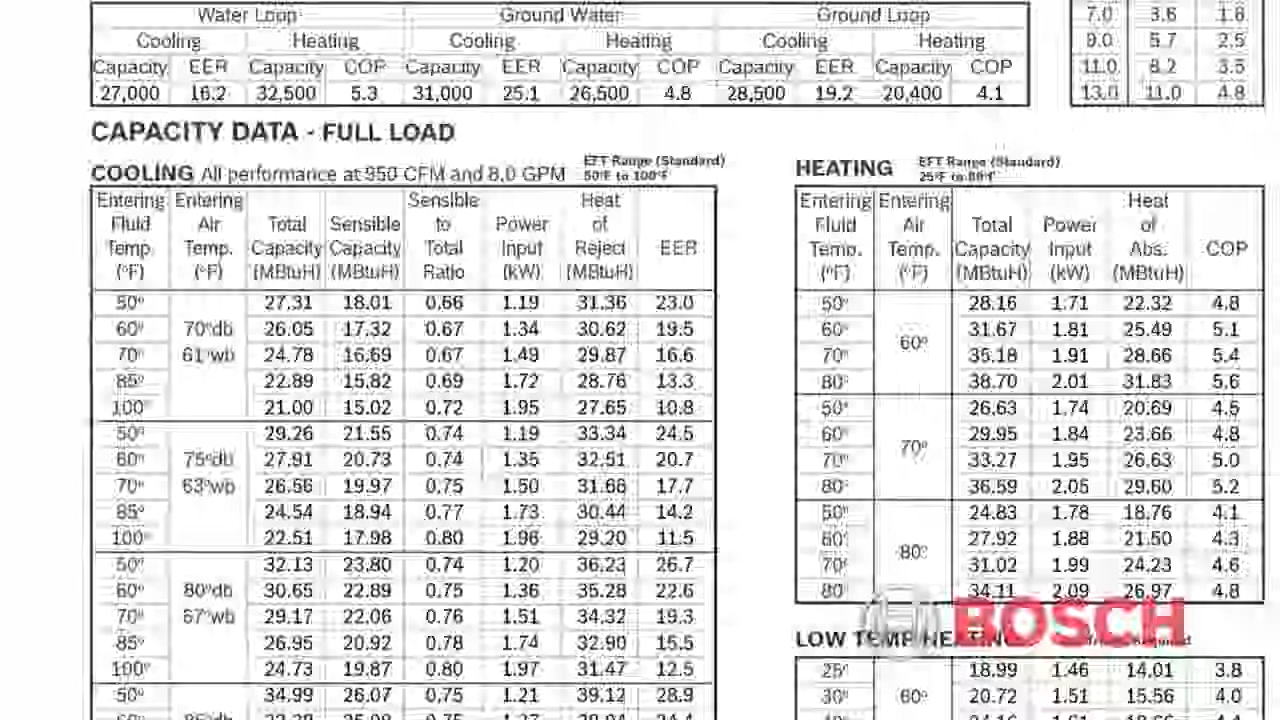 Water Loop Ground Water Ground Loop
Cooling Heating Cooling Heating Cooling Heating
Capacity EER Capacity COP Capacity EER Capacity COP Capacity EER Capacity COP
27,000 16.2 32,500 5.3 31,000 25.1 26,500 4.8 28,500 19.2 20,400 4.1
7.0 3.6 1.6
9.0 5.7 2.5
11.0 8.2 3.5
13.0 11.0 4.8
CAPACITY DATA - FULL LOAD
COOLING All performance at 950 CFM and 8.0 GPM
EFT Range (Standard)
50°F to 100°F
Entering Entering Sensible Heat
Fluid Air Total Sensible to Power of
Temp. Temp. Capacity Capacity Total Input Reject EER
(°F) (°F) (MBtuH) (MBtuH) Ratio (kW) (MBtuH)
50° 27.31 18.01 0.66 1.19 31.36 23.0
60° 70°db 26.05 17.32 0.67 1.34 30.62 19.5
70° 61°wb 24.78 16.69 0.67 1.49 29.87 16.6
85° 22.89 15.82 0.69 1.72 28.76 13.3
100° 21.00 15.02 0.72 1.95 27.65 10.8
50° 29.26 21.55 0.74 1.19 33.34 24.5
60° 75°db 27.91 20.73 0.74 1.35 32.51 20.7
70° 63°wb 26.56 19.97 0.75 1.50 31.68 17.7
85° 24.54 18.94 0.77 1.73 30.44 14.2
100° 22.51 17.98 0.80 1.96 29.20 11.5
50° 32.13 23.80 0.74 1.20 36.23 26.7
60° 80°db 30.65 22.89 0.75 1.36 35.28 22.6
70° 67°wb 29.17 22.06 0.76 1.51 34.32 19.3
85° 26.95 20.92 0.78 1.74 32.90 15.5
100° 24.73 19.87 0.80 1.97 31.47 12.5
50° 34.99 26.07 0.75 1.21 39.12 28.9
HEATING
EFT Range (Standard)
25°F to 80°F
Entering Entering Heat
Fluid Air Total Power of
Temp. Temp. Capacity Input Abs. COP
(°F) (°F) (MBtuH) (kW) (MBtuH)
50° 28.16 1.71 22.32 4.8
60° 60° 31.67 1.81 25.49 5.1
70° 35.18 1.91 28.66 5.4
80° 38.70 2.01 31.83 5.6
50° 26.63 1.74 20.69 4.5
60° 70° 29.95 1.84 23.66 4.8
70° 33.27 1.95 26.63 5.0
80° 36.59 2.05 29.60 5.2
50° 24.83 1.78 18.76 4.1
60° 80° 27.92 1.88 21.50 4.3
70° 31.02 1.99 24.23 4.6
80° 34.11 2.09 26.97 4.8
BOSCH
LOW TEMP HEATING
25° 18.99 1.46 14.01 3.8
30° 60° 20.72 1.51 15.56 4.0